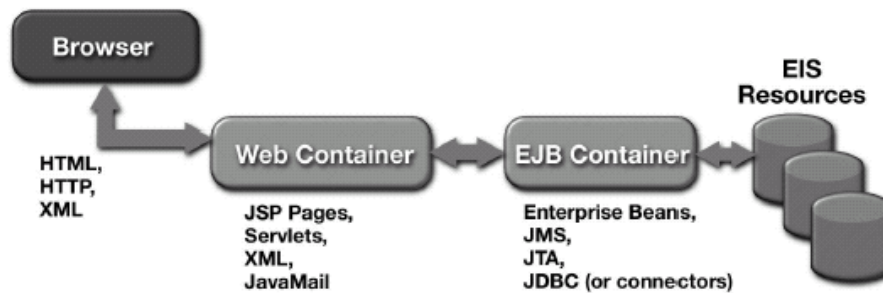 Browser
EIS
Resources
Web Container
EJB Container
HTML,
HTTP,
XML
JSP Pages,
Servlets,
XML,
JavaMail
Enterprise Beans,
JMS,
JTA,
JDBC (or connectors)